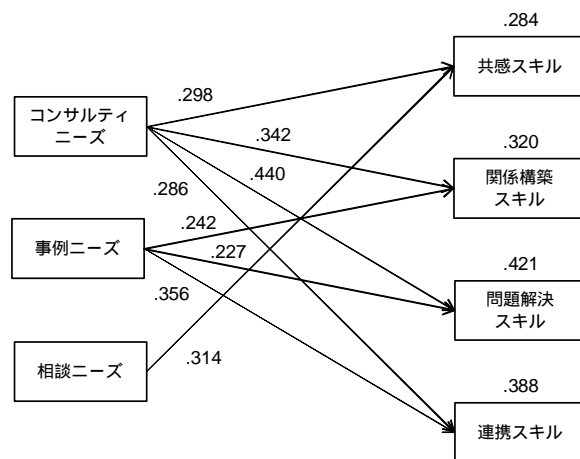 .284
共感スキル
.298
コンサルティ
ニーズ
.342
.320
.440
関係構築
スキル
.286
.242
事例ニーズ
.227
.421
問題解決
スキル
.356
.314
相談ニーズ
.388
連携スキル